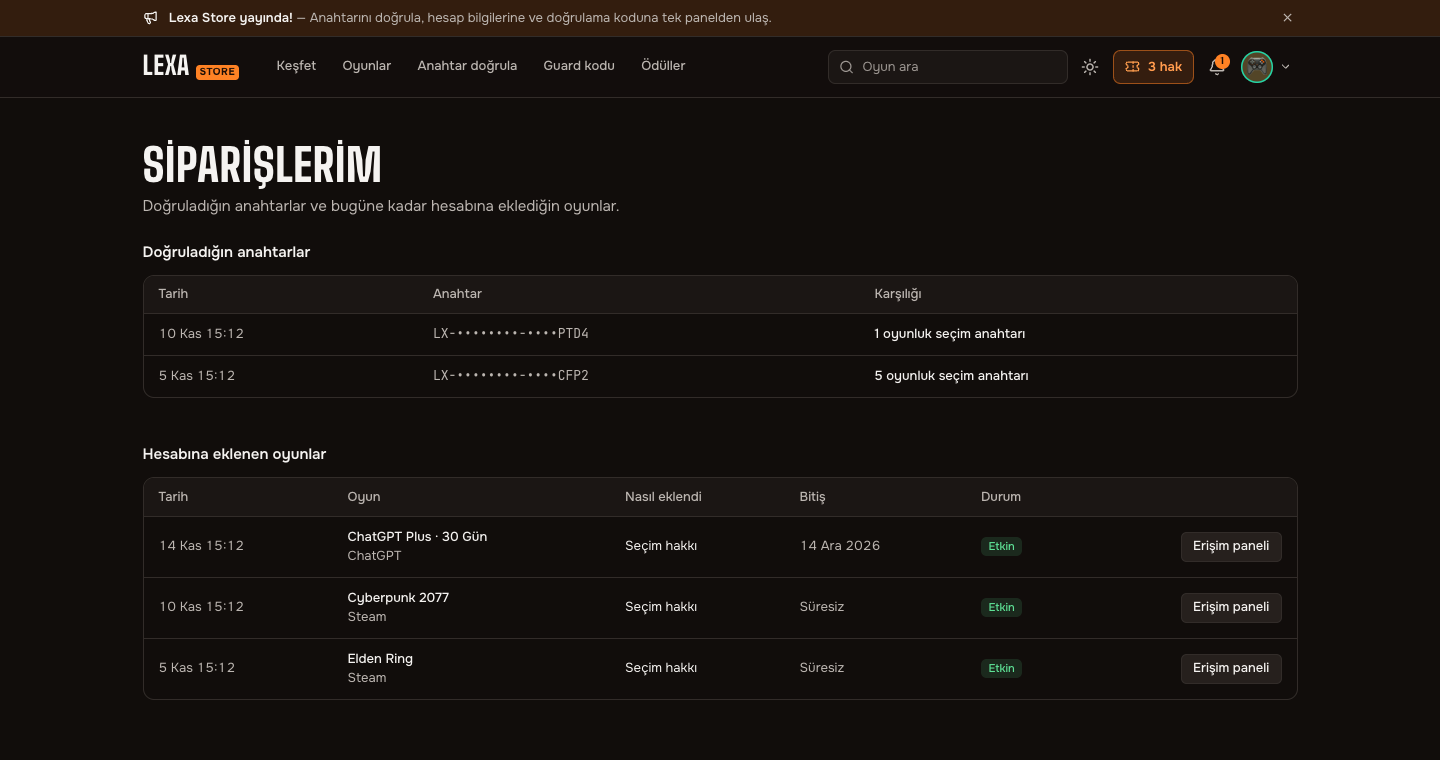 Lexa Store yayında! — Anahtarını doğrula, hesap bilgilerine ve doğrulama koduna tek panelden ulaş.
LEXA STORE Keşfet Oyunlar Anahtar doğrula Guard kodu Ödüller Oyun ara 3 hak 1
SİPARİŞLERİM
Doğruladığın anahtarlar ve bugüne kadar hesabına eklediğin oyunlar.
Doğruladığın anahtarlar
Tarih Anahtar Karşılığı
10 Kas 15:12 LX-••••••••-••••PTD4 1 oyunluk seçim anahtarı
5 Kas 15:12 LX-••••••••-••••CFP2 5 oyunluk seçim anahtarı
Hesabına eklenen oyunlar
Tarih Oyun Nasıl eklendi Bitiş Durum
14 Kas 15:12 ChatGPT Plus · 30 Gün Seçim hakkı 14 Ara 2026 Etkin Erişim paneli
ChatGPT
10 Kas 15:12 Cyberpunk 2077 Seçim hakkı Süresiz Etkin Erişim paneli
Steam
5 Kas 15:12 Elden Ring Seçim hakkı Süresiz Etkin Erişim paneli
Steam